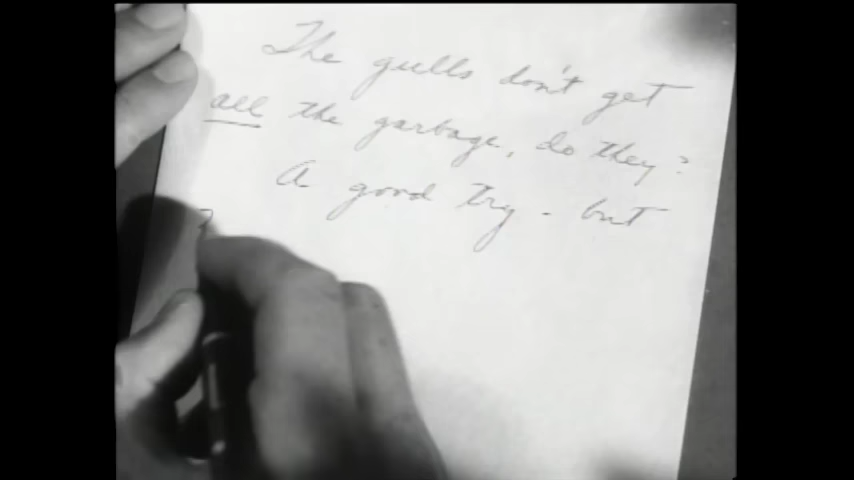 The gulls don't get
all the garbage, do they?
A good try - but